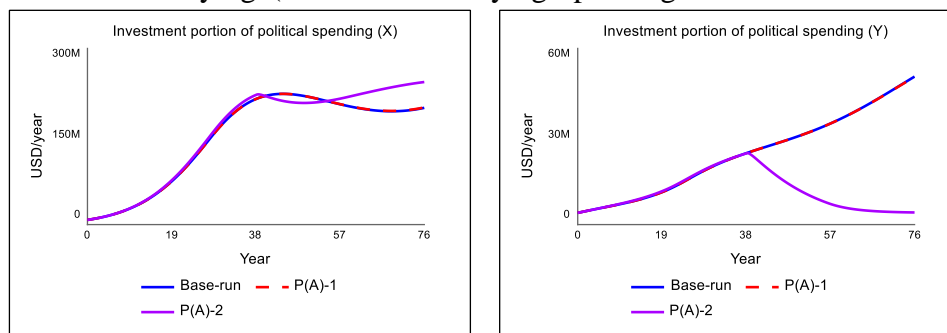 Investment portion of political spending (X)
300M
150M
0
USD/year
0 19 38 57 76
Year
Base-run P(A)-1
P(A)-2
Investment portion of political spending (Y)
60M
30M
0
USD/year
0 19 38 57 76
Year
Base-run P(A)-1
P(A)-2